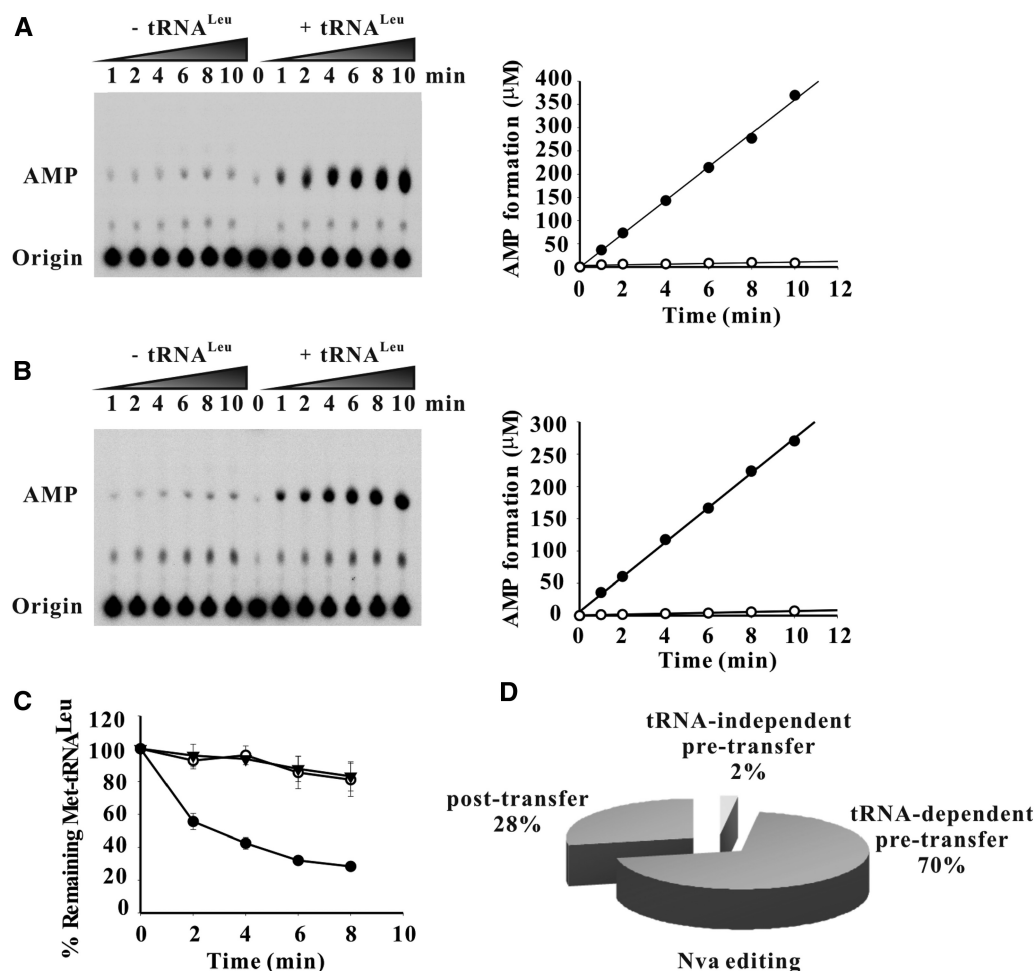 A
- tRNA^Leu + tRNA^Leu
1 2 4 6 8 10 0 1 2 4 6 8 10 min
AMP
Origin
AMP formation (μM)
400
350
300
250
200
150
100
50
0
0 2 4 6 8 10 12
Time (min)
B
- tRNA^Leu + tRNA^Leu
1 2 4 6 8 10 0 1 2 4 6 8 10 min
AMP
Origin
AMP formation (μM)
300
250
200
150
100
50
0
0 2 4 6 8 10 12
Time (min)
C
% Remaining Met-tRNA^Leu
120
100
80
60
40
20
0
0 2 4 6 8 10
Time (min)
D
tRNA-independent
pre-transfer
2%
post-transfer
28%
tRNA-dependent
pre-transfer
70%
Nva editing